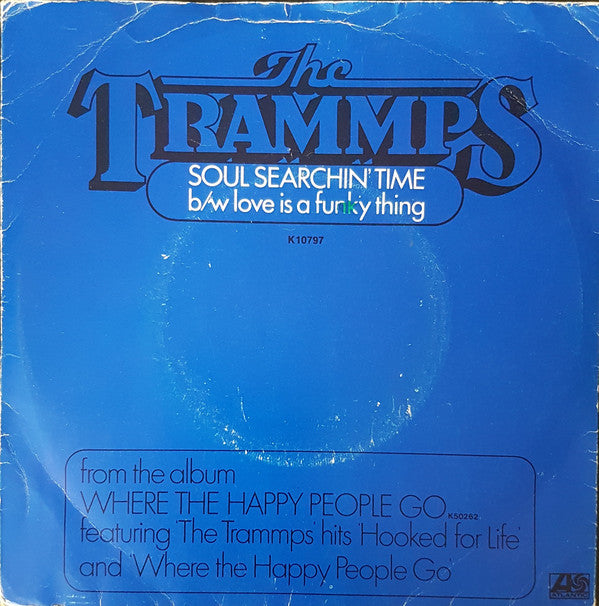 The
TRAMMPS
SOUL SEARCHIN' TIME
b/w love is a funky thing
K10797
from the album
WHERE THE HAPPY PEOPLE GO K50262
featuring 'The Trammps' hits 'Hooked for Life'
and 'Where the Happy People Go
ATLANTIC